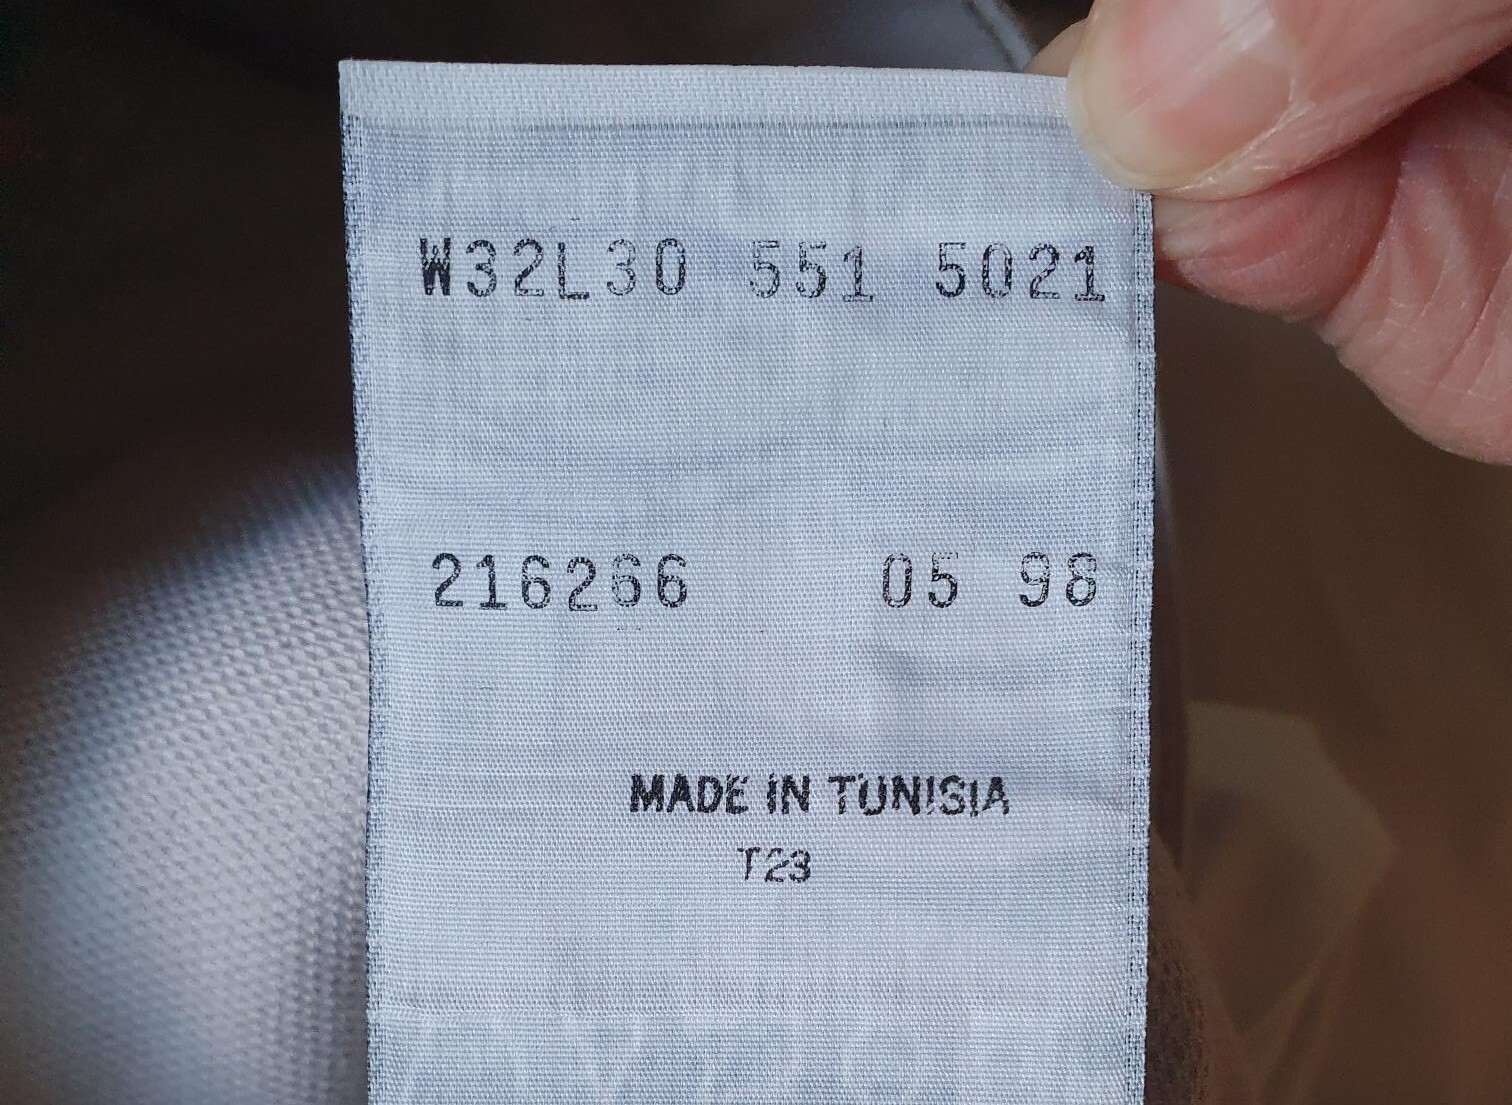 W32L30 551 5021
216266 05 98
MADE IN TUNISIA
T23